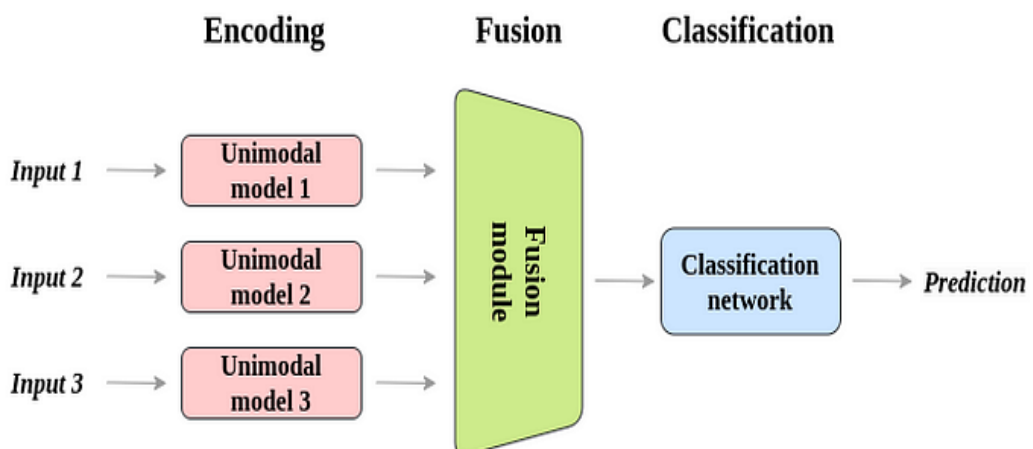 Encoding Fusion Classification
Input 1
Unimodal
model 1
Input 2
Unimodal
model 2
Input 3
Unimodal
model 3
Fusion
module
Classification
network
Prediction